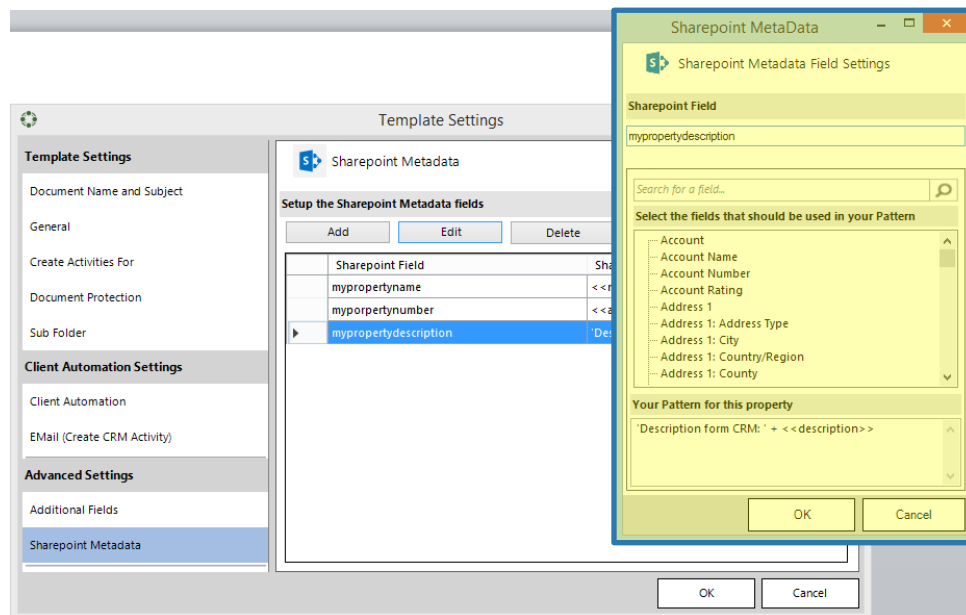 Template Settings
Template Settings
Document Name and Subject
General
Create Activities For
Document Protection
Sub Folder
Client Automation Settings
Client Automation
EMail (Create CRM Activity)
Advanced Settings
Additional Fields
Sharepoint Metadata
Sharepoint Metadata
Setup the Sharepoint Metadata fields
Add Edit Delete
Sharepoint Field Sha
mypropertyname <<n
myporpertynumber <<a
mypropertydescription 'Des
OK Cancel
Sharepoint MetaData
Sharepoint Metadata Field Settings
Sharepoint Field
mypropertydescription
Search for a field...
Select the fields that should be used in your Pattern
Account
Account Name
Account Number
Account Rating
Address 1
Address 1: Address Type
Address 1: City
Address 1: Country/Region
Address 1: County
Your Pattern for this property
'Description form CRM: ' + <<description>>
OK Cancel